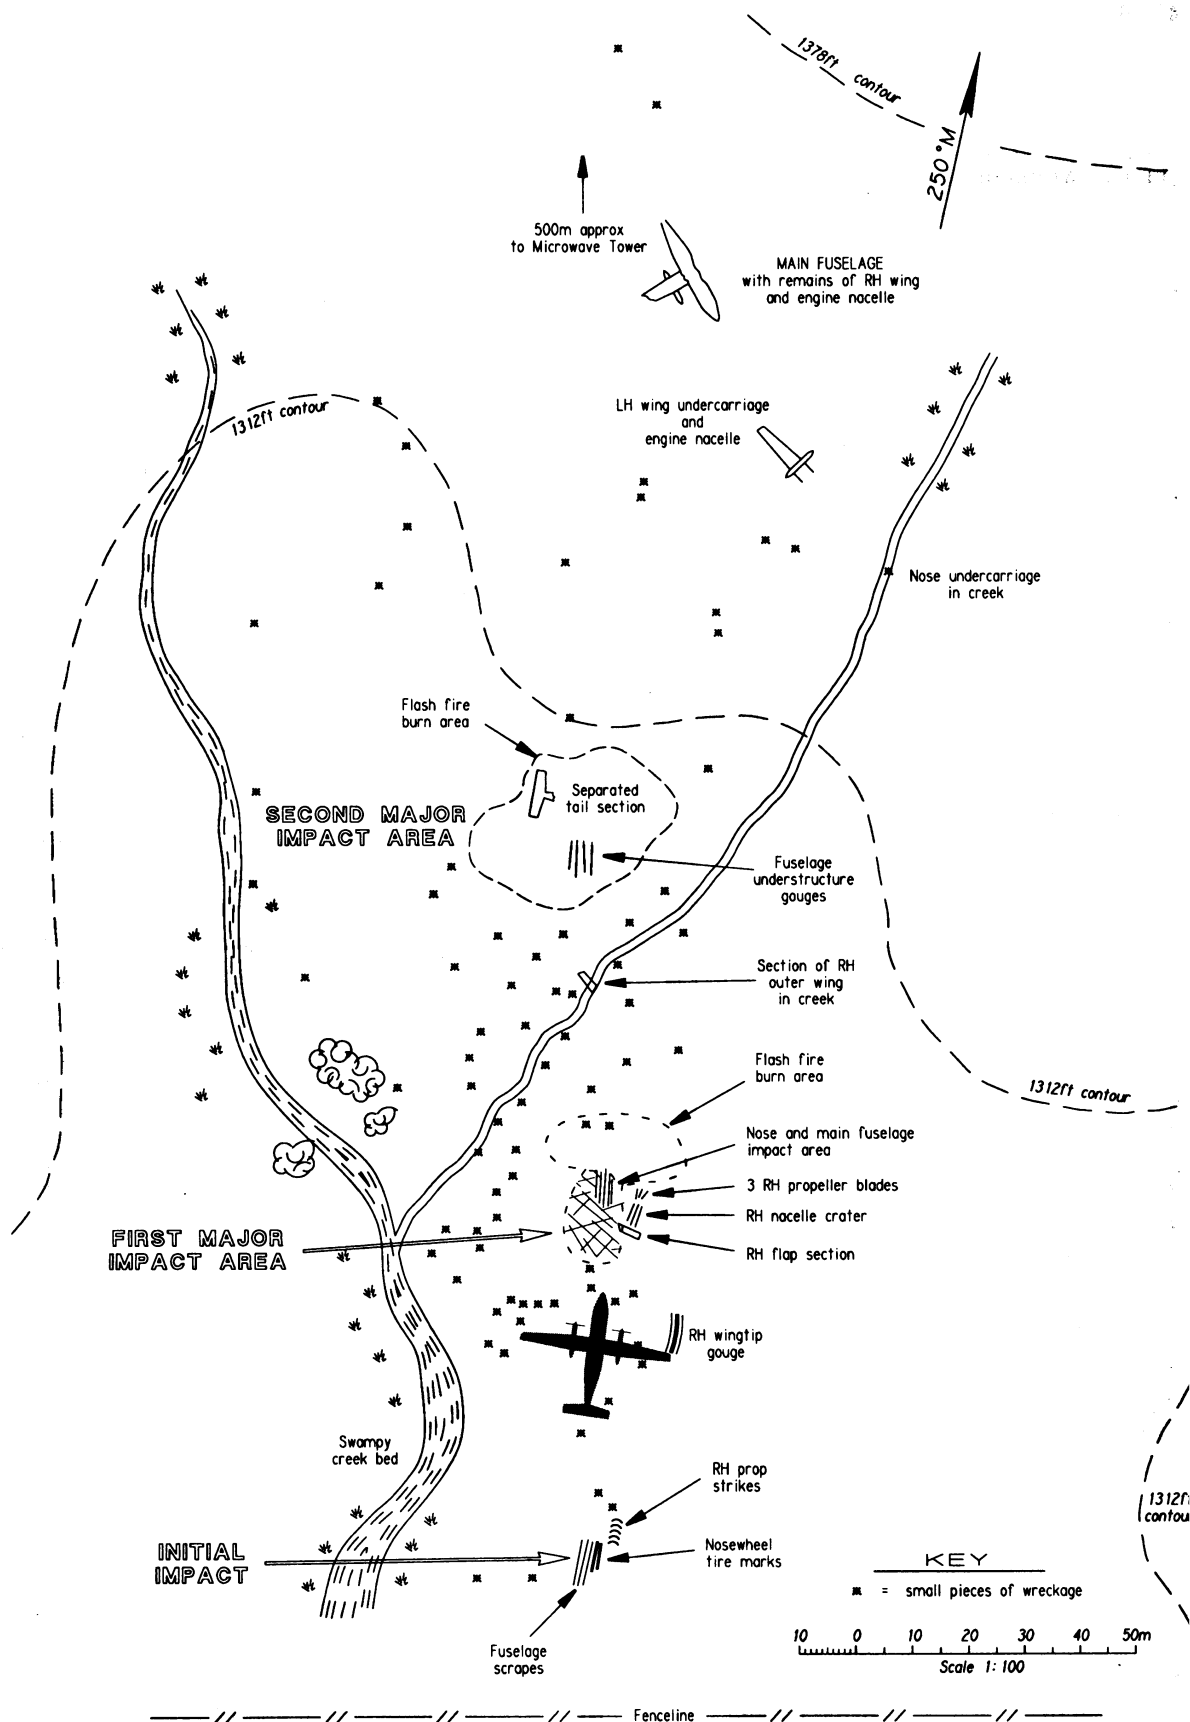 1378ft contour
250°M
500m approx
to Microwave Tower
MAIN FUSELAGE
with remains of RH wing
and engine nacelle
1312ft contour
LH wing undercarriage
and
engine nacelle
Nose undercarriage
in creek
Flash fire
burn area
Separated
tail section
SECOND MAJOR
IMPACT AREA
Fuselage
understructure
gouges
Section of RH
outer wing
in creek
Flash fire
burn area
1312ft contour
Nose and main fuselage
impact area
3 RH propeller blades
RH nacelle crater
RH flap section
FIRST MAJOR
IMPACT AREA
RH wingtip
gouge
Swampy
creek bed
RH prop
strikes
1312ft
contou
INITIAL
IMPACT
Nosewheel
tire marks
KEY
= small pieces of wreckage
10 0 10 20 30 40 50m
Scale 1:100
Fuselage
scrapes
Fenceline